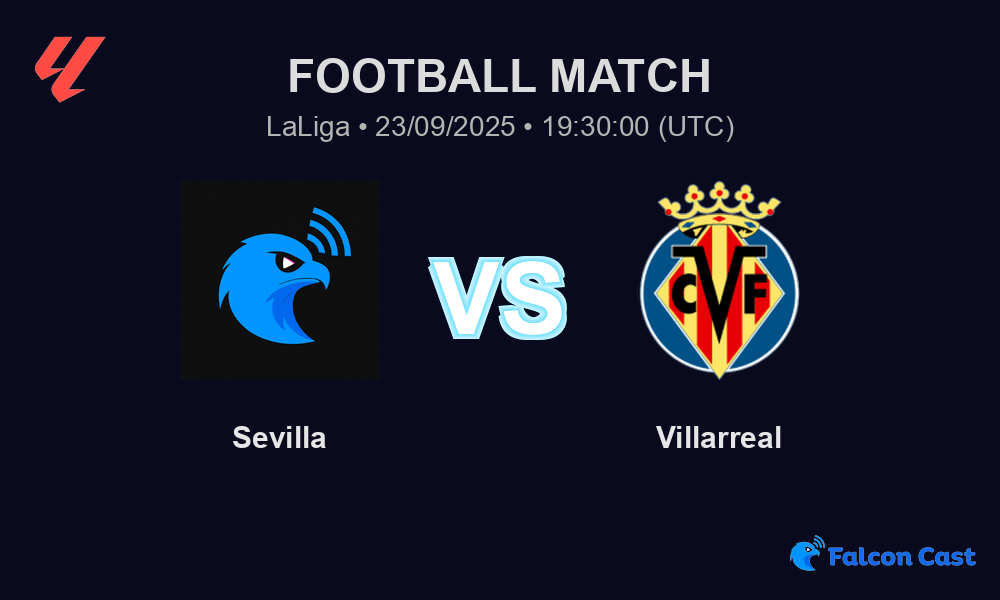 FOOTBALL MATCH
LaLiga • 23/09/2025 • 19:30:00 (UTC)
VS
CVF
Sevilla
Villarreal
Falcon Cast